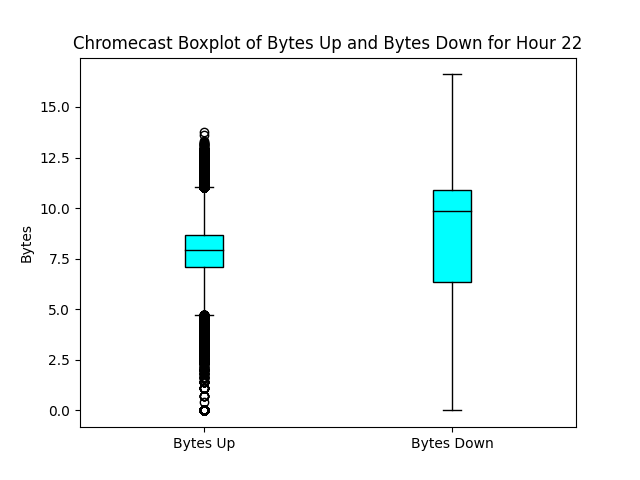 Chromecast Boxplot of Bytes Up and Bytes Down for Hour 22
15.0
12.5
10.0
7.5
5.0
2.5
0.0
Bytes
Bytes Up
Bytes Down